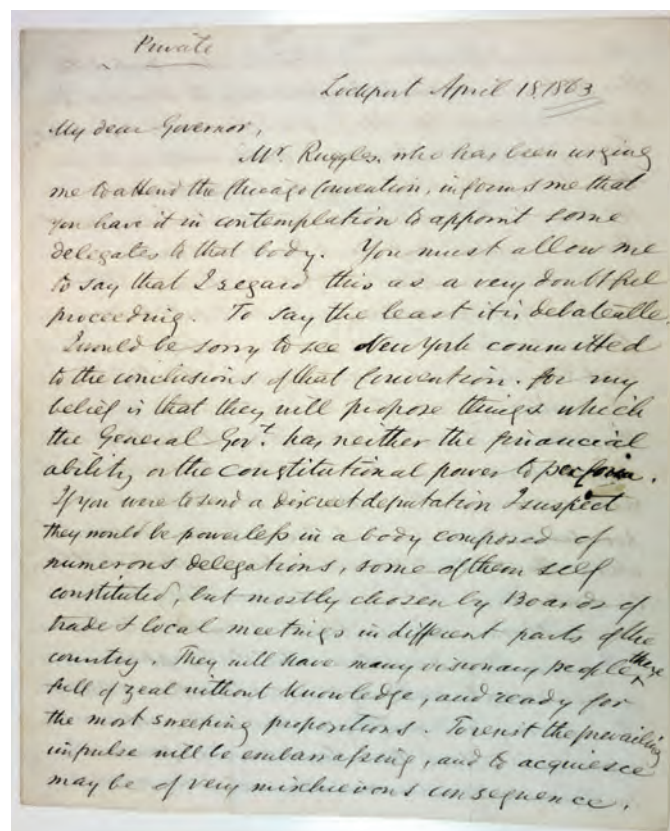 Private
Lockport April 18. 1863
My dear Governor,
Mr. Ruggles, who has been urging
me to attend the Chicago Convention, informs me that
you have it in contemplation to appoint some
delegates to that body. You must allow me
to say that I regard this as a very doubtful
proceeding. To say the least it is debateable
I would be sorry to see New York committed
to the conclusions of that Convention. for my
belief is that they will propose things which
the General Govt. has neither the financial
ability or the constitutional power to perform.
If you were to send a discreet deputation I suspect
they would be powerless in a body composed of
numerous delegations, some of them self
constituted, but mostly chosen by Boards of
trade & local meetings in different parts of the
country. They will have many visionary people there
full of zeal without knowledge, and ready for
the most sweeping propositions. To resist the prevailing
impulse will be embarrassing, and to acquiesce
may be of very mischievous consequence.